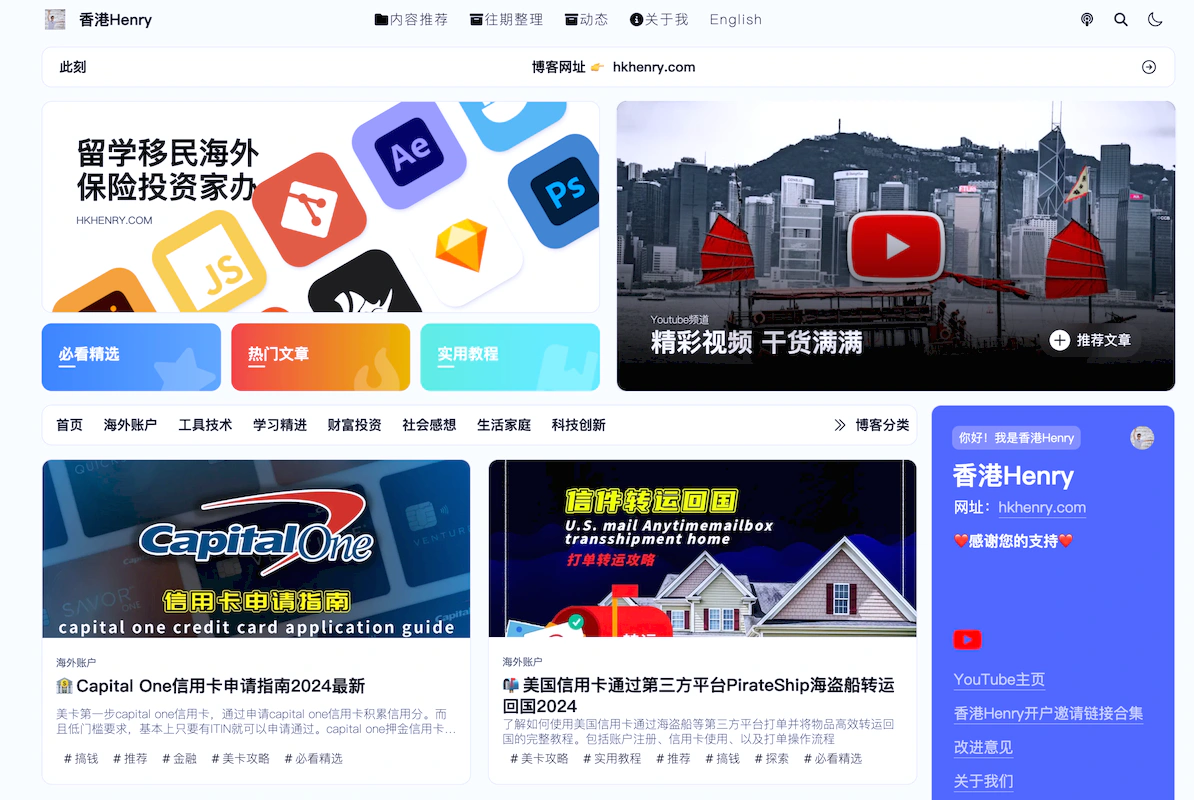 香港Henry
内容推荐
往期整理
动态
关于我
English
此刻
博客网址 👉 hkhenry.com
留学移民海外
保险投资家办
HKHENRY.COM
Ae
Ps
JS
必看精选
热门文章
实用教程
Youtube频道
精彩视频 干货满满
推荐文章
首页
海外账户
工具技术
学习精进
财富投资
社会感想
生活家庭
科技创新
博客分类
QUICKSILVER
VENTURE
SAVOR
Capital
Capital One
信用卡申请指南
capital one credit card application guide
海外账户
🏦Capital One信用卡申请指南2024最新
美卡第一步capital one信用卡，通过申请capital one信用卡积累信用分。而
且低门槛要求，基本上只要有ITIN就可以申请通过。capital one押金信用卡…
# 搞钱 # 推荐 # 金融 # 美卡攻略 # 必看精选
信件转运回国
U.S. mail Anytimemailbox
transshipment home
打单转运攻略
转运
海外账户
📬美国信用卡通过第三方平台PirateShip海盗船转运
回国2024
了解如何使用美国信用卡通过海盗船等第三方平台打单并将物品高效转运回
国的完整教程。包括账户注册、信用卡使用、以及打单操作流程
# 美卡攻略 # 实用教程 # 推荐 # 搞钱 # 探索 # 必看精选
你好！我是香港Henry
香港Henry
网址：hkhenry.com
❤️感谢您的支持❤️
YouTube主页
香港Henry开户邀请链接合集
改进意见
关于我们